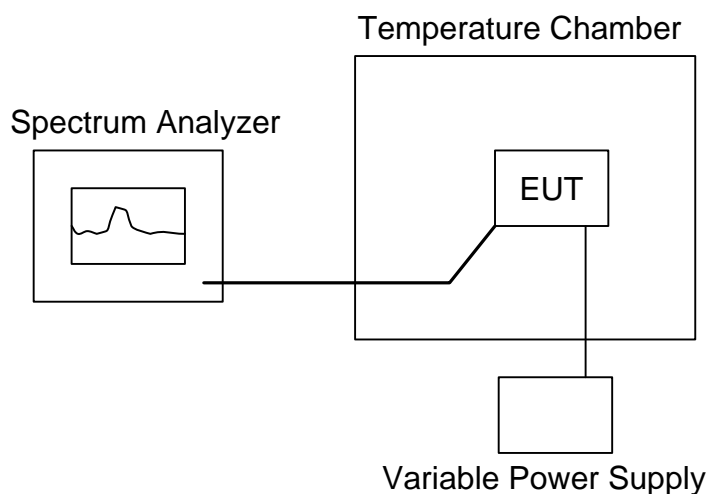 Temperature Chamber
Spectrum Analyzer
EUT
Variable Power Supply